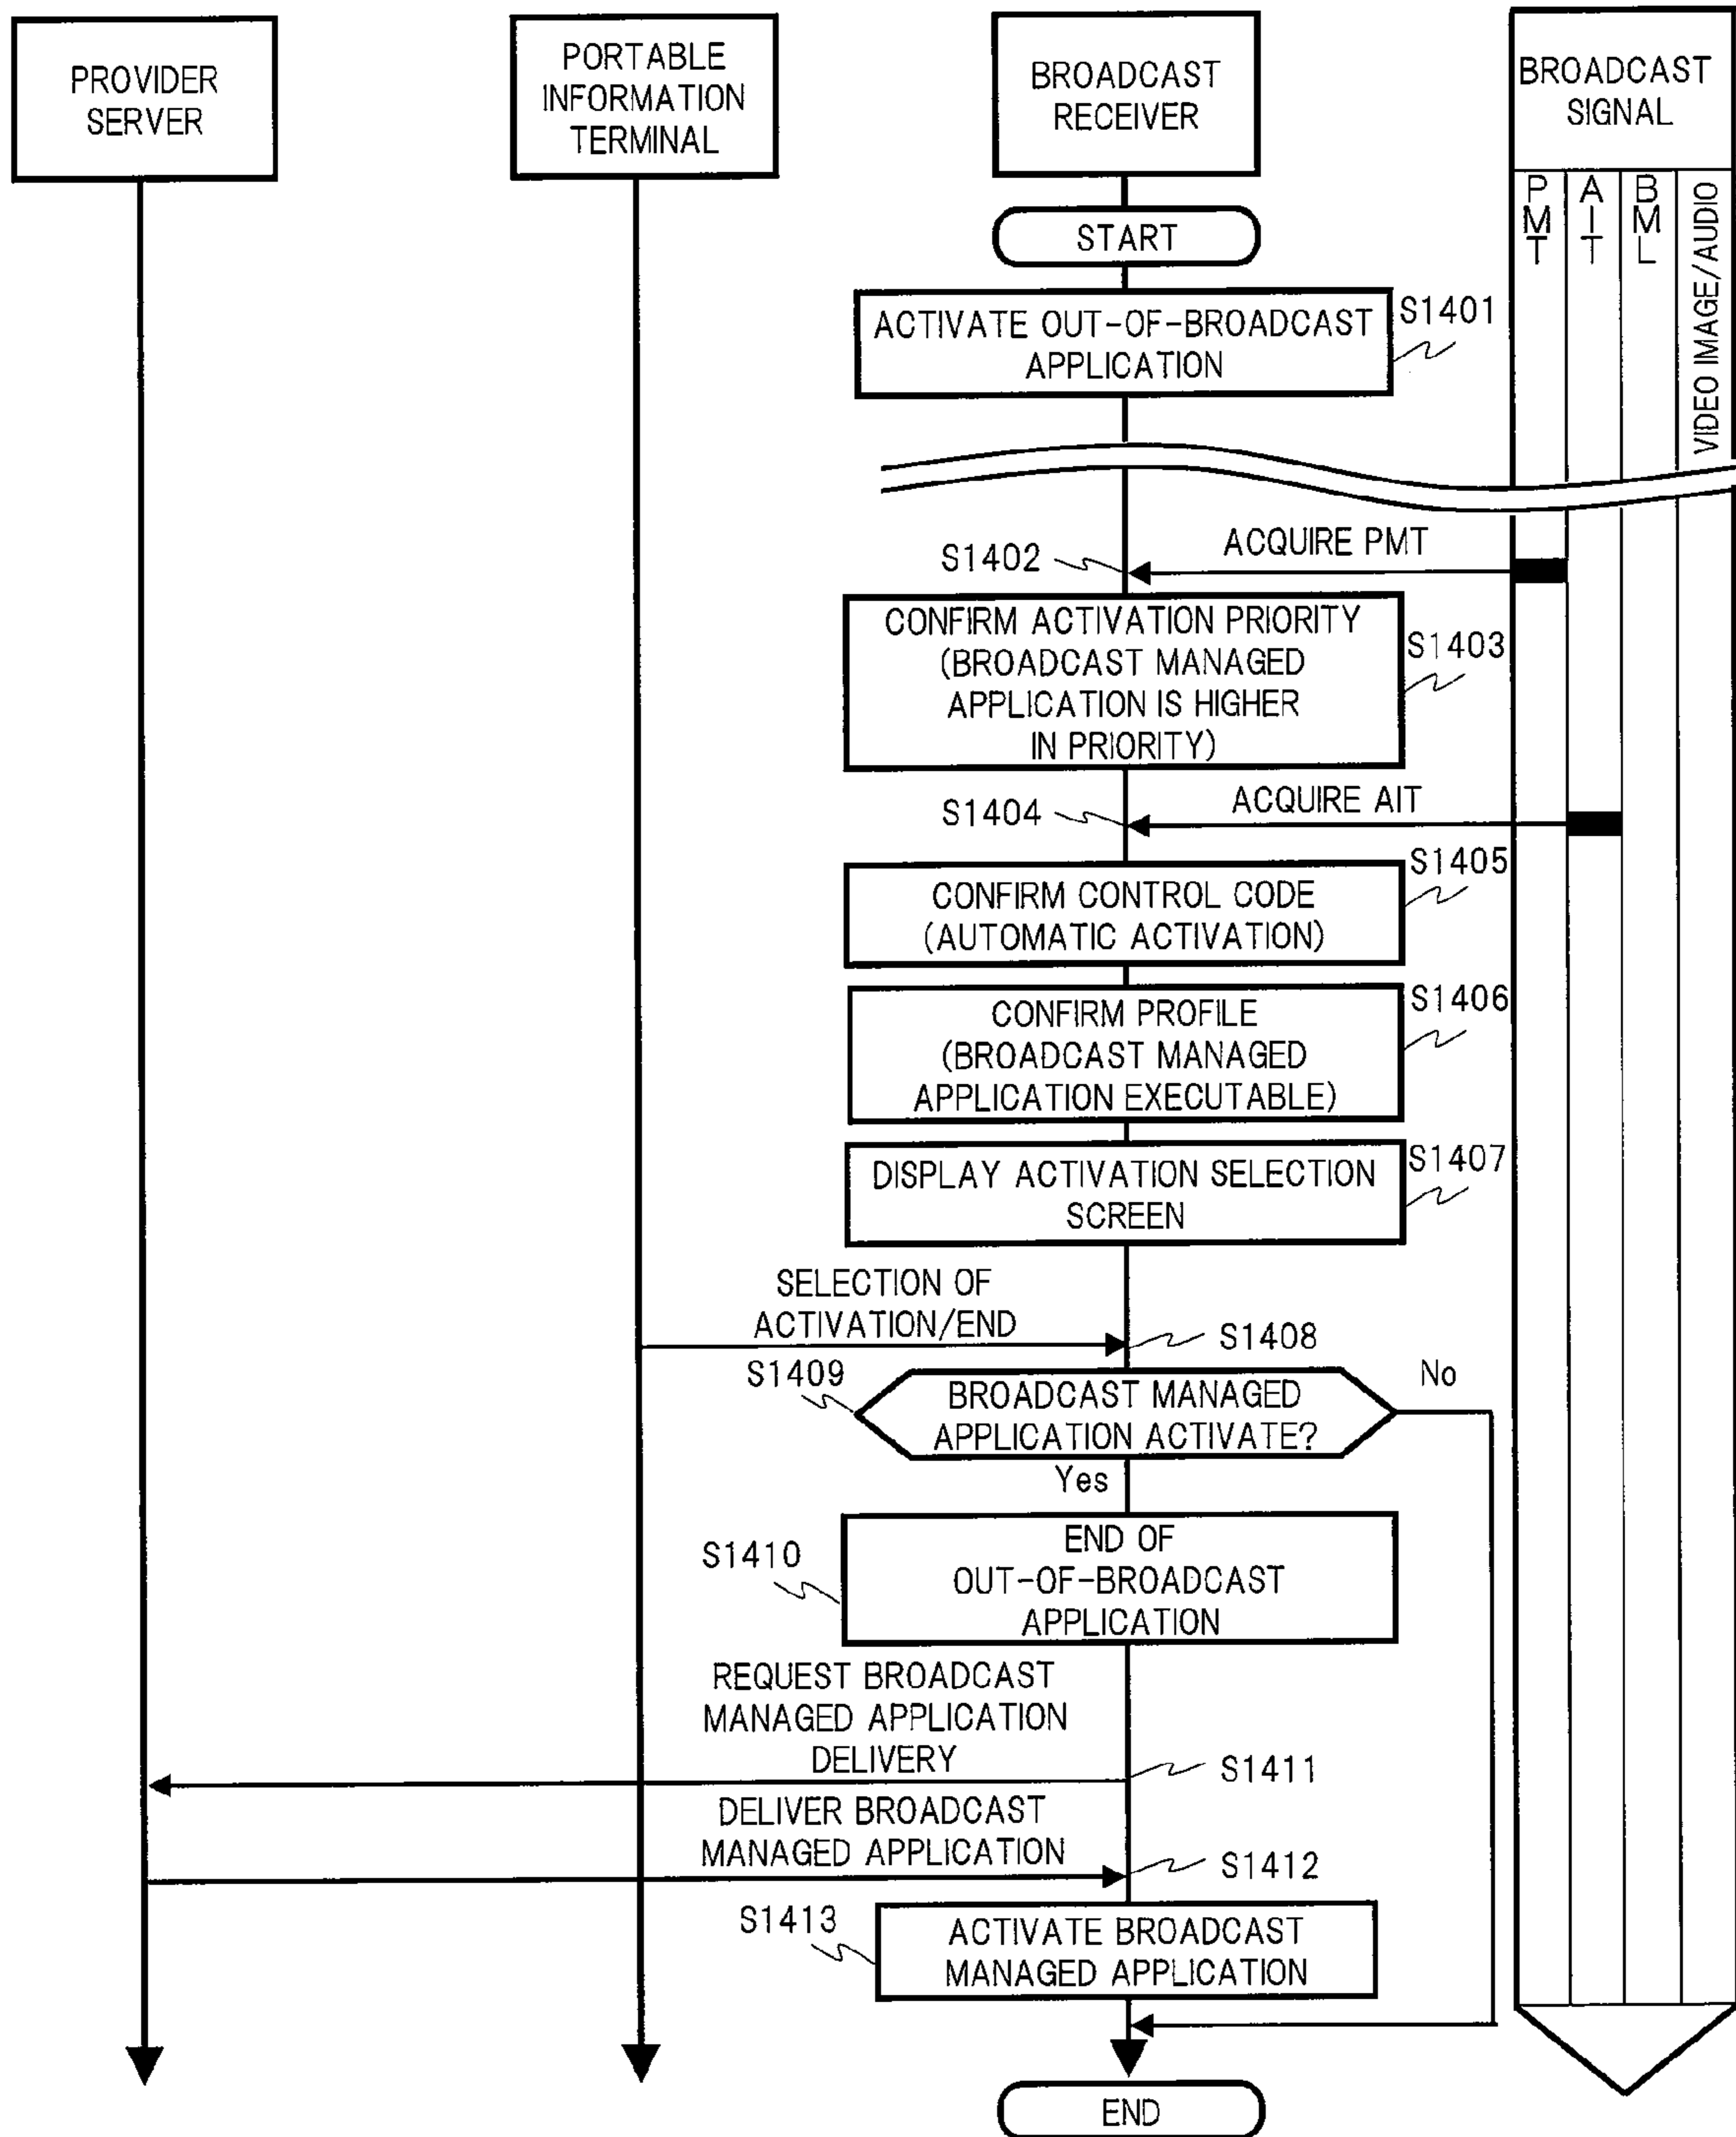 PROVIDER
SERVER
PORTABLE
INFORMATION
TERMINAL
BROADCAST
RECEIVER
BROADCAST
SIGNAL
PMT
AIT
BML
VIDEO IMAGE/AUDIO
START
ACTIVATE OUT-OF-BROADCAST
APPLICATION
S1401
S1402
ACQUIRE PMT
CONFIRM ACTIVATION PRIORITY
(BROADCAST MANAGED
APPLICATION IS HIGHER
IN PRIORITY)
S1403
S1404
ACQUIRE AIT
CONFIRM CONTROL CODE
(AUTOMATIC ACTIVATION)
S1405
CONFIRM PROFILE
(BROADCAST MANAGED
APPLICATION EXECUTABLE)
S1406
DISPLAY ACTIVATION SELECTION
SCREEN
S1407
SELECTION OF
ACTIVATION/END
S1408
S1409
BROADCAST MANAGED
APPLICATION ACTIVATE?
No
Yes
S1410
END OF
OUT-OF-BROADCAST
APPLICATION
REQUEST BROADCAST
MANAGED APPLICATION
DELIVERY
S1411
DELIVER BROADCAST
MANAGED APPLICATION
S1412
S1413
ACTIVATE BROADCAST
MANAGED APPLICATION
END